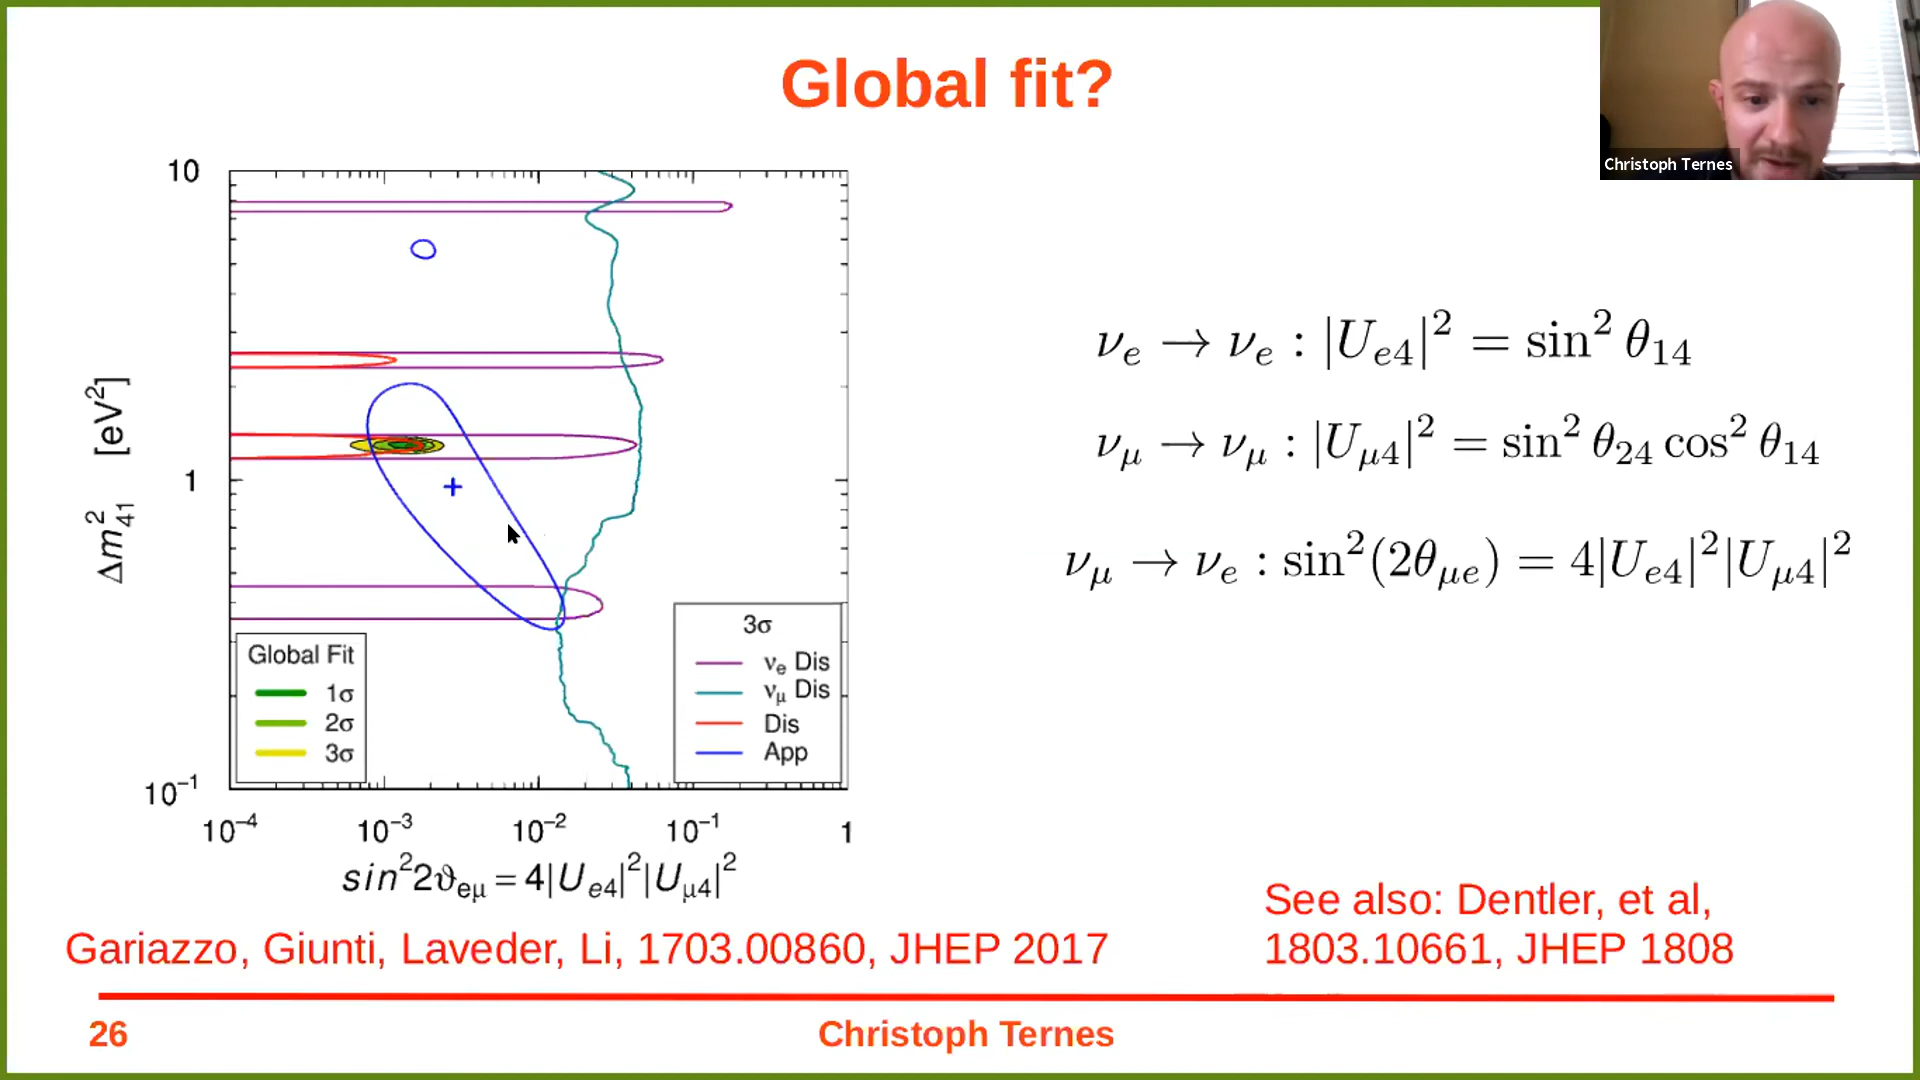 Global fit?
Christoph Ternes
10
1
10⁻¹
Δm²₄₁ [eV²]
Global Fit
1σ
2σ
3σ
3σ
νₑ Dis
ν_μ Dis
Dis
App
10⁻⁴ 10⁻³ 10⁻² 10⁻¹ 1
sin²2ϑ_eμ = 4|U_e4|²|U_μ4|²
ν_e → ν_e : |U_e4|² = sin² θ₁₄
ν_μ → ν_μ : |U_μ4|² = sin² θ₂₄ cos² θ₁₄
ν_μ → ν_e : sin²(2θ_μe) = 4|U_e4|²|U_μ4|²
Gariazzo, Giunti, Laveder, Li, 1703.00860, JHEP 2017
See also: Dentler, et al,
1803.10661, JHEP 1808
26
Christoph Ternes